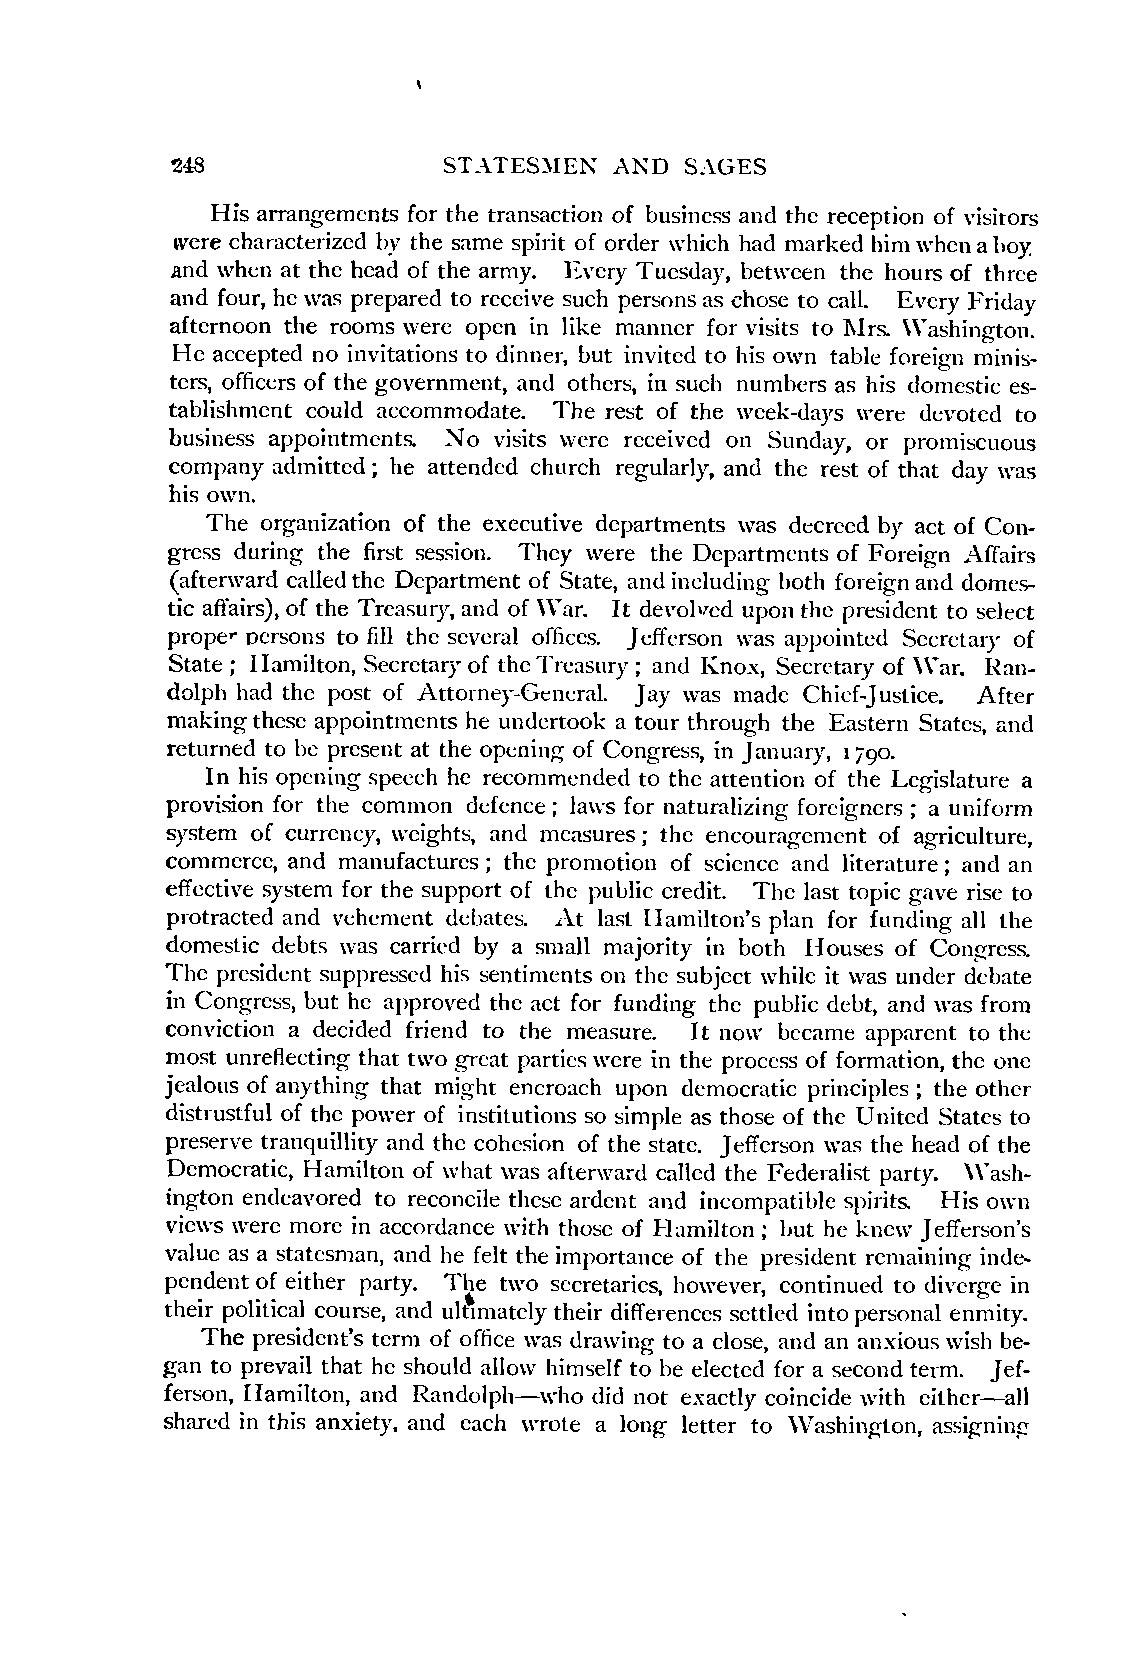 248 STATESMEN AND SAGES
His arrangements for the transaction of business and the reception of visitors
were characterized by the same spirit of order which had marked him when a boy
and when at the head of the army. Every Tuesday, between the hours of three
and four, he was prepared to receive such persons as chose to call. Every Friday
afternoon the rooms were open in like manner for visits to Mrs. Washington.
He accepted no invitations to dinner, but invited to his own table foreign minis-
ters, officers of the government, and others, in such numbers as his domestic es-
tablishment could accommodate. The rest of the week-days were devoted to
business appointments. No visits were received on Sunday, or promiscuous
company admitted; he attended church regularly, and the rest of that day was
his own.
The organization of the executive departments was decreed by act of Con-
gress during the first session. They were the Departments of Foreign Affairs
(afterward called the Department of State, and including both foreign and domes-
tic affairs), of the Treasury, and of War. It devolved upon the president to select
proper persons to fill the several offices. Jefferson was appointed Secretary of
State; Hamilton, Secretary of the Treasury; and Knox, Secretary of War. Ran-
dolph had the post of Attorney-General. Jay was made Chief-Justice. After
making these appointments he undertook a tour through the Eastern States, and
returned to be present at the opening of Congress, in January, 1790.
In his opening speech he recommended to the attention of the Legislature a
provision for the common defence; laws for naturalizing foreigners; a uniform
system of currency, weights, and measures; the encouragement of agriculture,
commerce, and manufactures; the promotion of science and literature; and an
effective system for the support of the public credit. The last topic gave rise to
protracted and vehement debates. At last Hamilton's plan for funding all the
domestic debts was carried by a small majority in both Houses of Congress.
The president suppressed his sentiments on the subject while it was under debate
in Congress, but he approved the act for funding the public debt, and was from
conviction a decided friend to the measure. It now became apparent to the
most unreflecting that two great parties were in the process of formation, the one
jealous of anything that might encroach upon democratic principles; the other
distrustful of the power of institutions so simple as those of the United States to
preserve tranquillity and the cohesion of the state. Jefferson was the head of the
Democratic, Hamilton of what was afterward called the Federalist party. Wash-
ington endeavored to reconcile these ardent and incompatible spirits. His own
views were more in accordance with those of Hamilton; but he knew Jefferson's
value as a statesman, and he felt the importance of the president remaining inde-
pendent of either party. The two secretaries, however, continued to diverge in
their political course, and ultimately their differences settled into personal enmity.
The president's term of office was drawing to a close, and an anxious wish be-
gan to prevail that he should allow himself to be elected for a second term. Jef-
ferson, Hamilton, and Randolph—who did not exactly coincide with either—all
shared in this anxiety, and each wrote a long letter to Washington, assigning